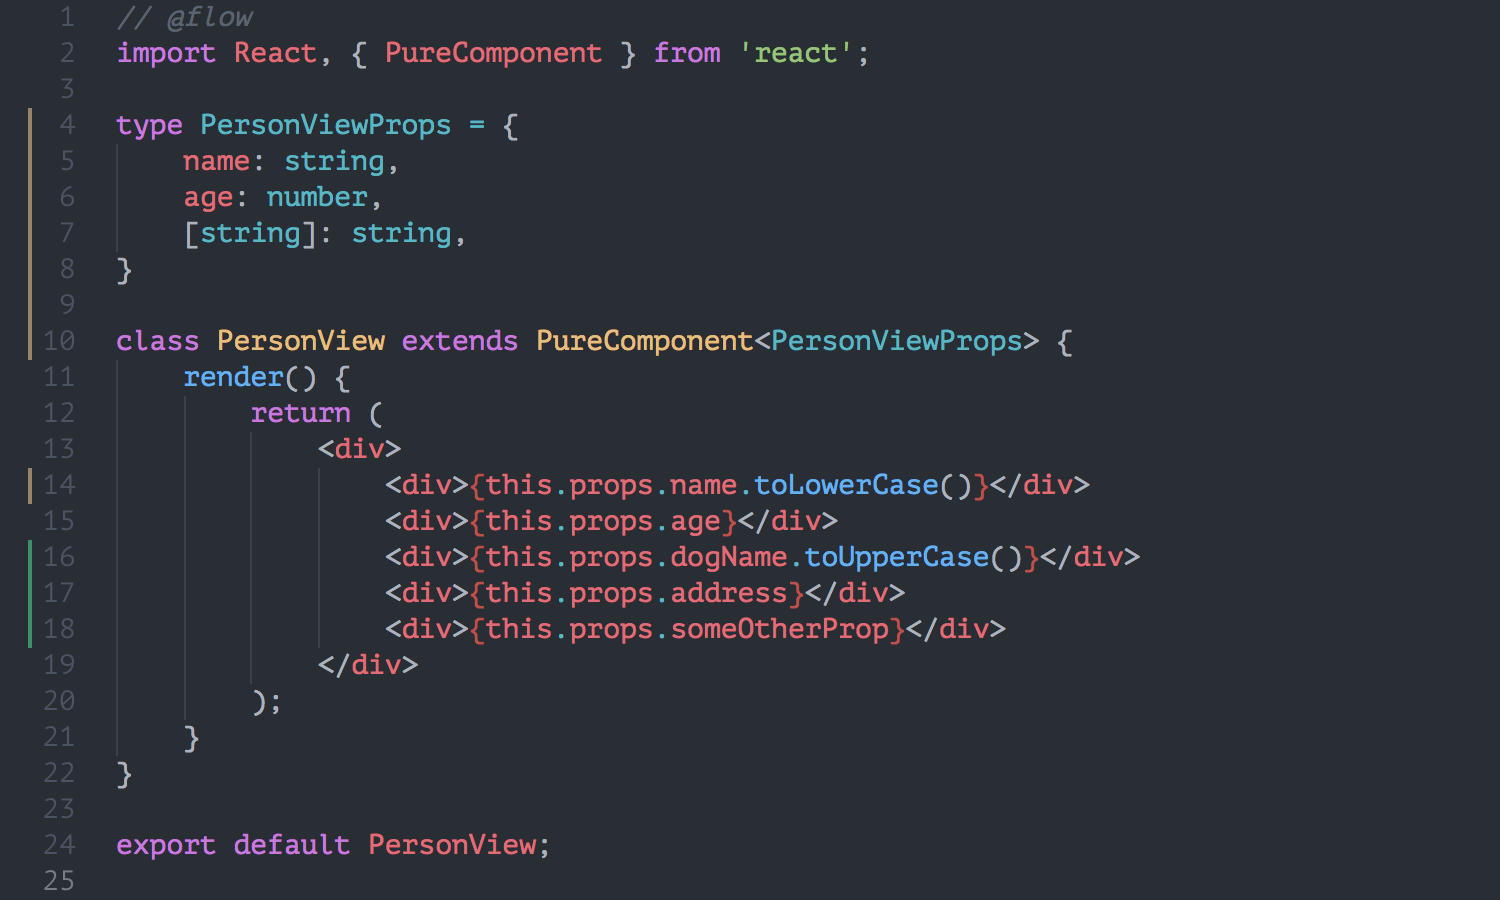 1 // @flow
2 import React, { PureComponent } from 'react';
3
4 type PersonViewProps = {
5     name: string,
6     age: number,
7     [string]: string,
8 }
9
10 class PersonView extends PureComponent<PersonViewProps> {
11     render() {
12         return (
13             <div>
14                 <div>{this.props.name.toLowerCase()}</div>
15                 <div>{this.props.age}</div>
16                 <div>{this.props.dogName.toUpperCase()}</div>
17                 <div>{this.props.address}</div>
18                 <div>{this.props.someOtherProp}</div>
19             </div>
20         );
21     }
22 }
23
24 export default PersonView;
25